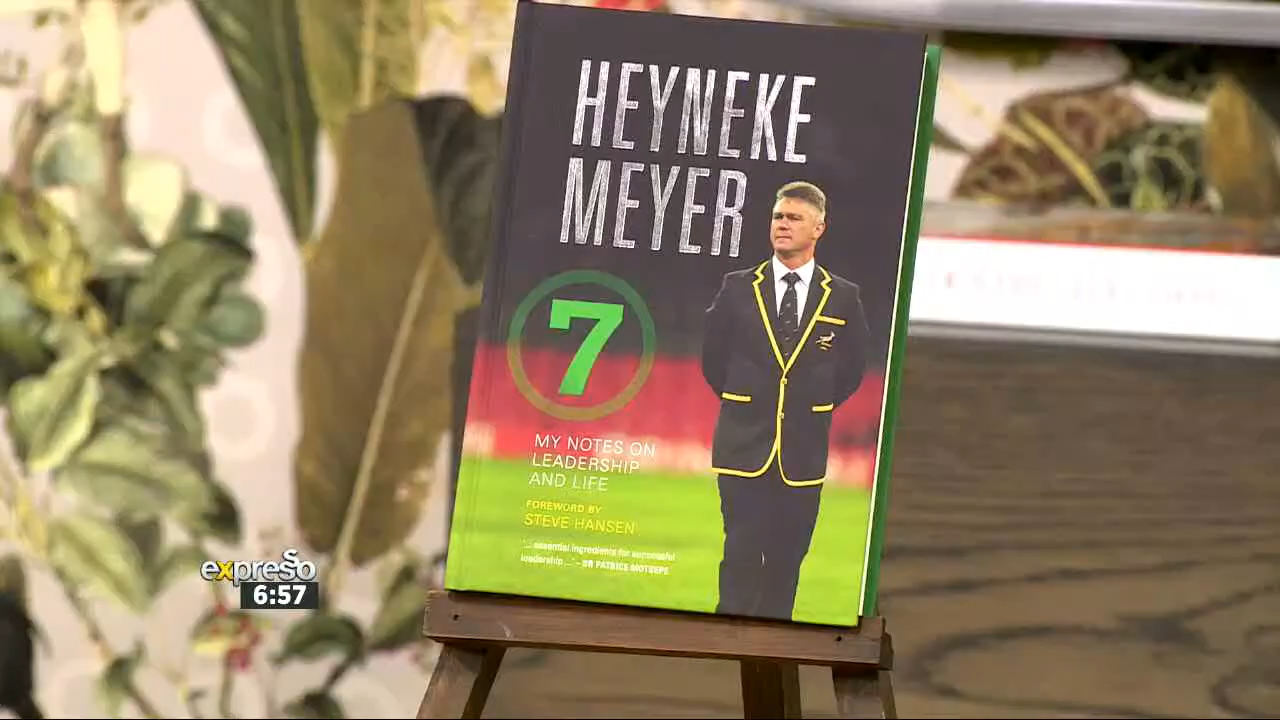 HEYNEKE
MEYER
7
MY NOTES ON
LEADERSHIP
AND LIFE
FOREWORD BY
STEVE HANSEN
'... essential ingredients for successful
leadership ...' – DR PATRICE MOTSEPE
expresso
6:57